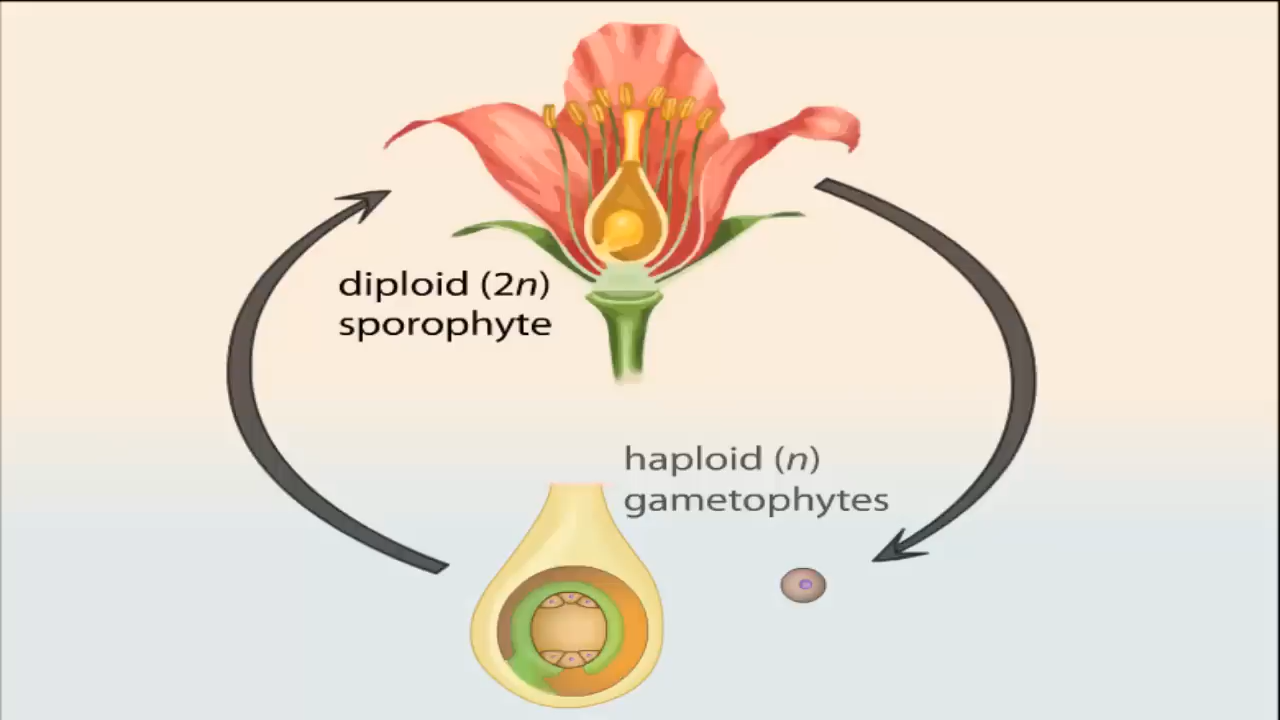 diploid (2n)
sporophyte
haploid (n)
gametophytes